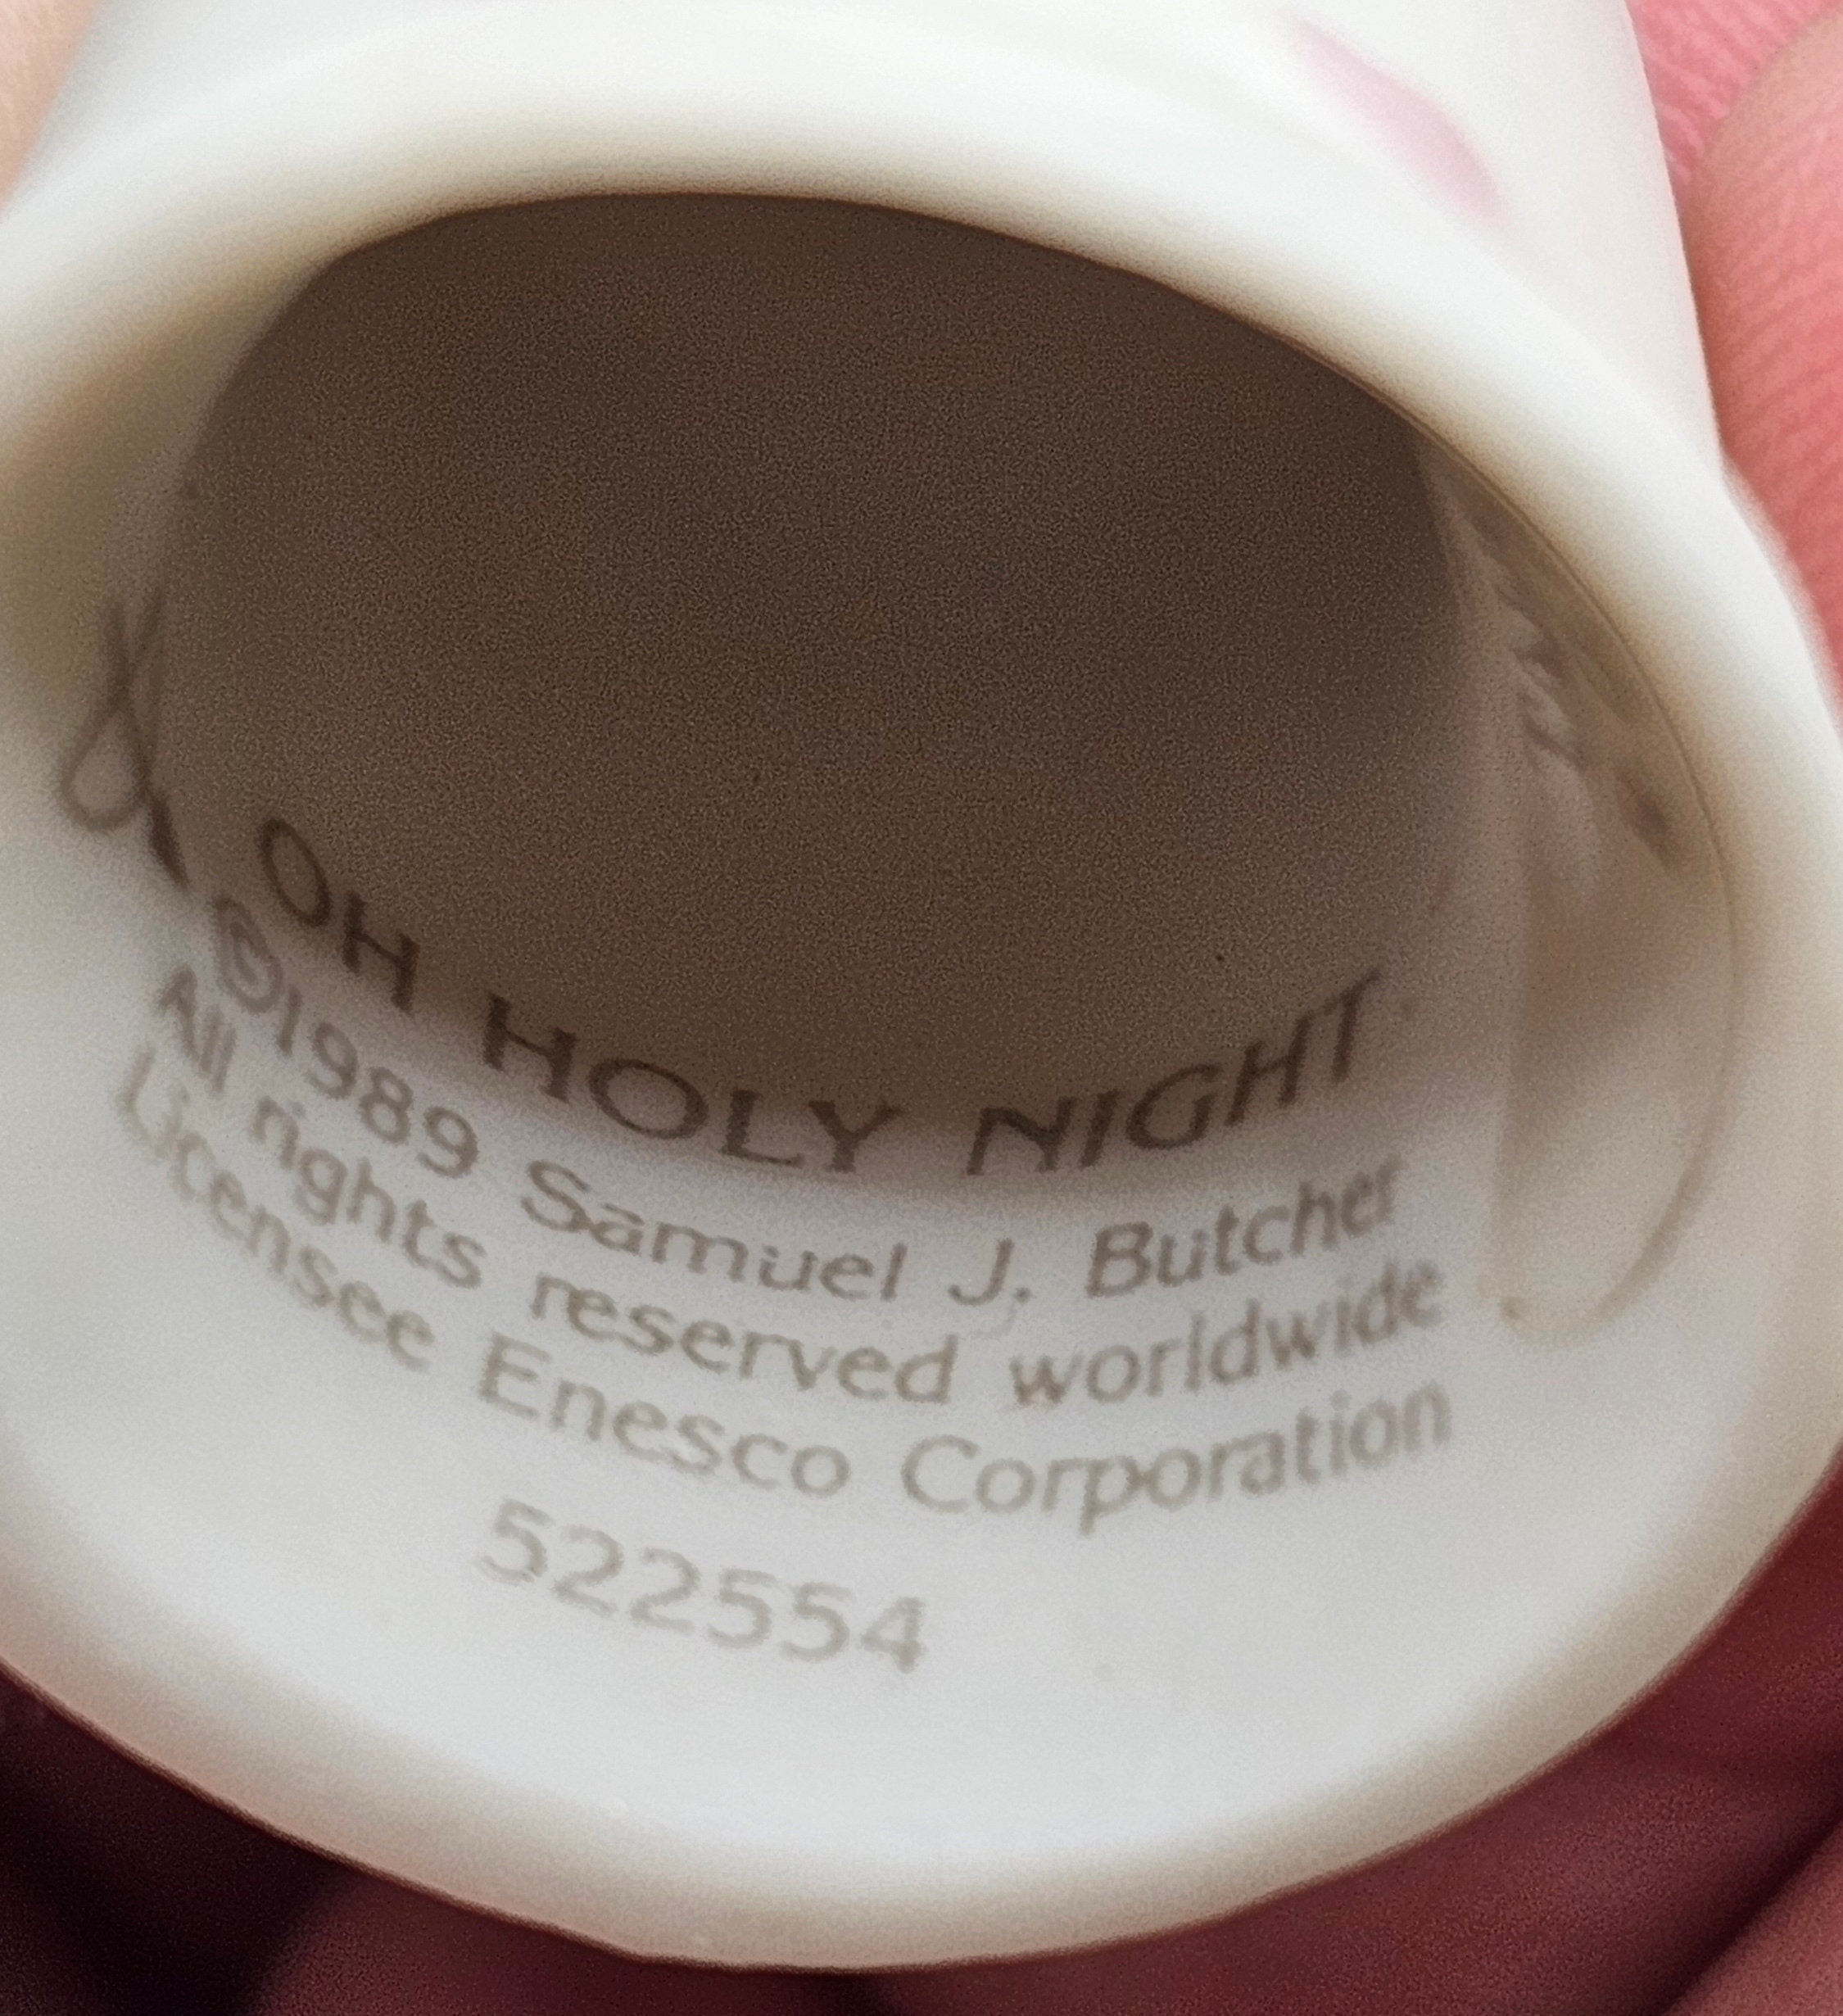 OH HOLY NIGHT
©1989 Samuel J. Butcher
All rights reserved worldwide
Licensee Enesco Corporation
522554